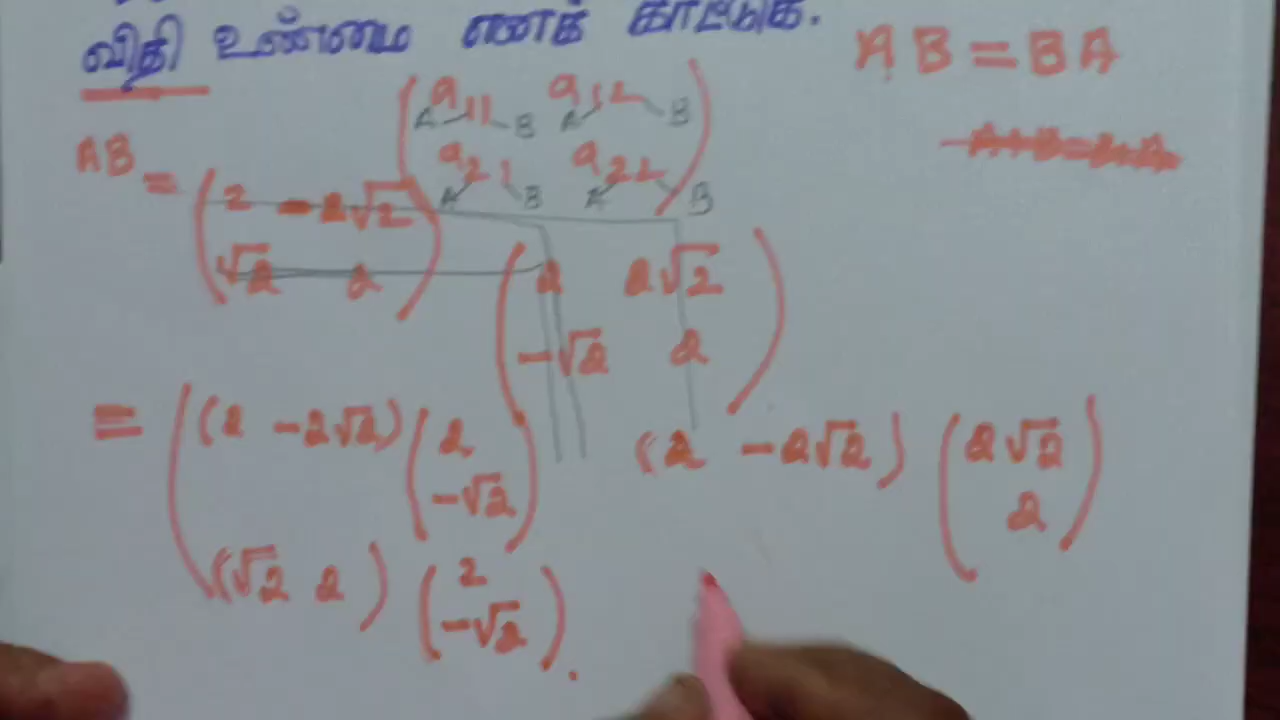 விதி உண்மை எனக் காட்டுக.
AB = BA
A+B=B+A
a11 a12
A B A B
a21 a22
A B A B
AB = ( 2 -2√2
√2 2 )
( 2 2√2
-√2 2 )
= ( (2 -2√2) ( 2 (2 -2√2) ( 2√2
-√2 ) 2 )
(√2 2) ( 2
-√2 ).